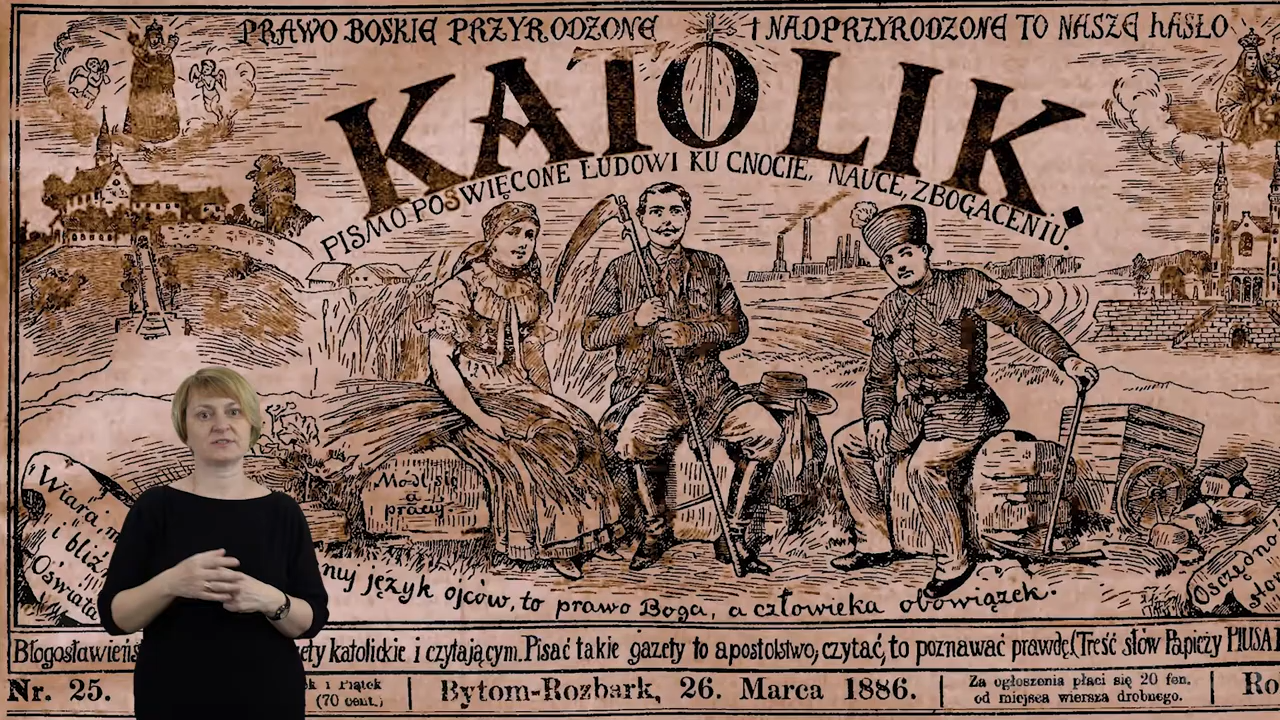 PRAWO BOSKIE PRZYRODZONE I NADPRZYRODZONE TO NASZE HASŁO
KATOLIK.
PISMO POSWIĘCONE LUDOWI KU CNOCIE, NAUCE, ZBOGACENIU.
Módl się
a
pracuj
Wiara,
i bliź
Oświata
Oszczędno
ny język ojców, to prawo Boga, a człowieka obowiązek.
Błogosławieńs ety katolickie i czytającym. Pisać takie gazety to apostolstwo, czytać, to poznawać prawdę (Treść słów Papieży PIUSA
Nr. 25.
k i Piątek
(70 cent.)
Bytom-Rozbark, 26. Marca 1886.
Za ogłoszenia płaci się 20 fen.
od miejsca wiersza drobnego.
Ro